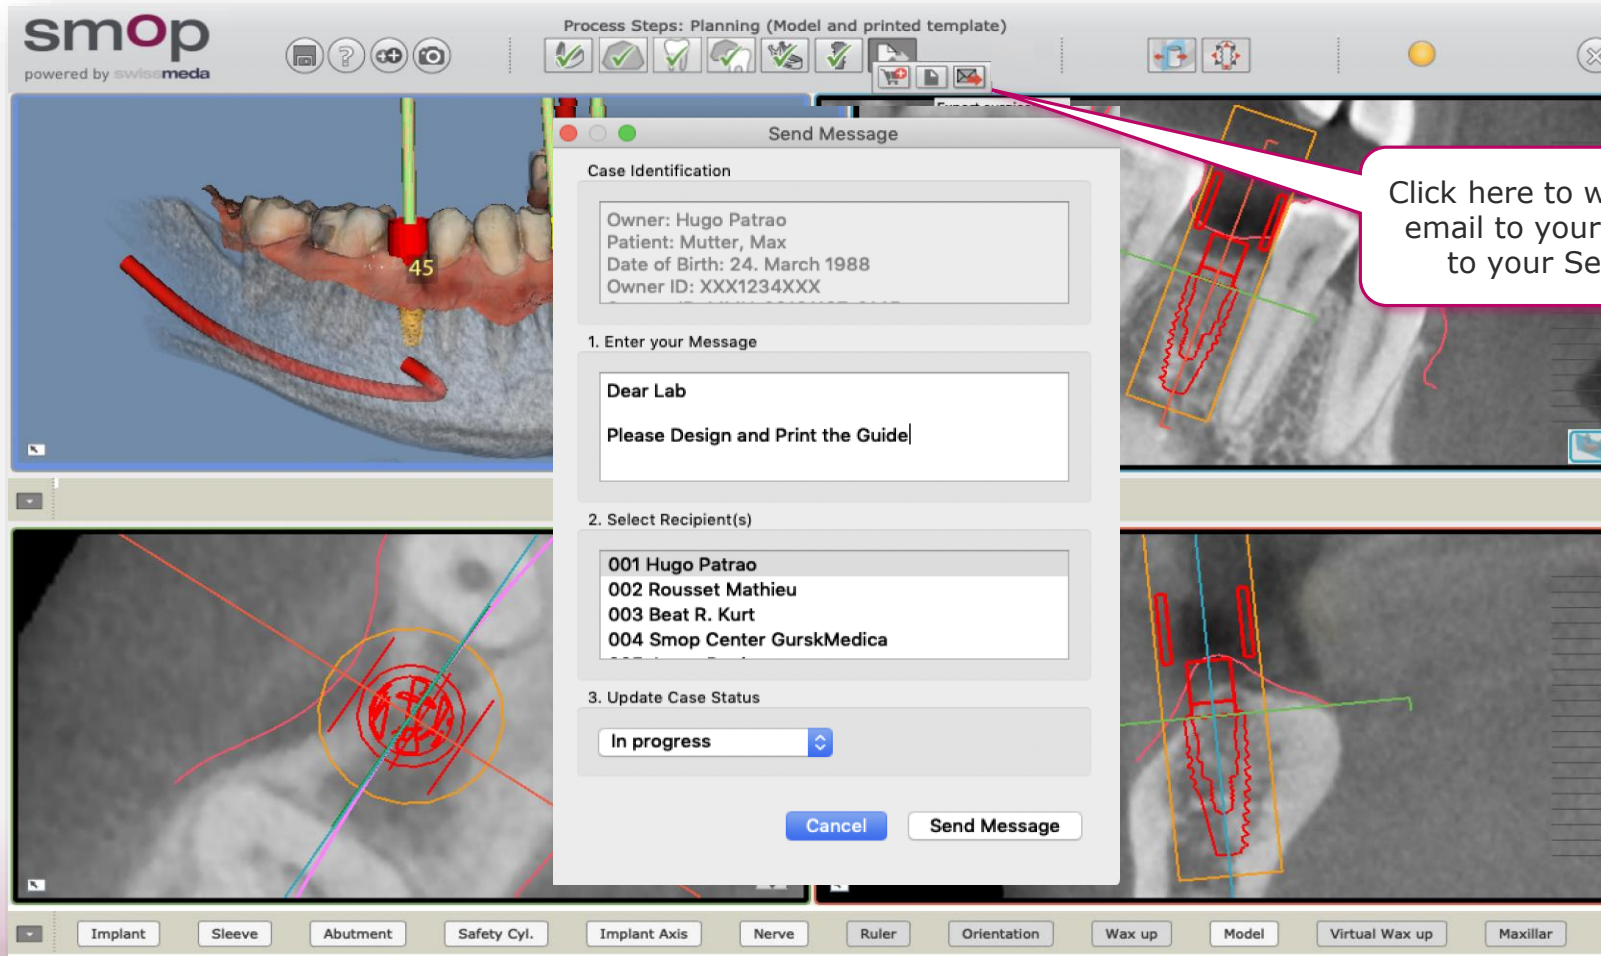 smop
powered by swissmeda
Process Steps: Planning (Model and printed template)
Send Message
Case Identification
Owner: Hugo Patrao
Patient: Mutter, Max
Date of Birth: 24. March 1988
Owner ID: XXX1234XXX
1. Enter your Message
Dear Lab
Please Design and Print the Guide
2. Select Recipient(s)
001 Hugo Patrao
002 Rousset Mathieu
003 Beat R. Kurt
004 Smop Center GurskMedica
3. Update Case Status
In progress
Cancel
Send Message
45
Click here to
email to your
to your
Implant
Sleeve
Abutment
Safety Cyl.
Implant Axis
Nerve
Ruler
Orientation
Wax up
Model
Virtual Wax up
Maxillar